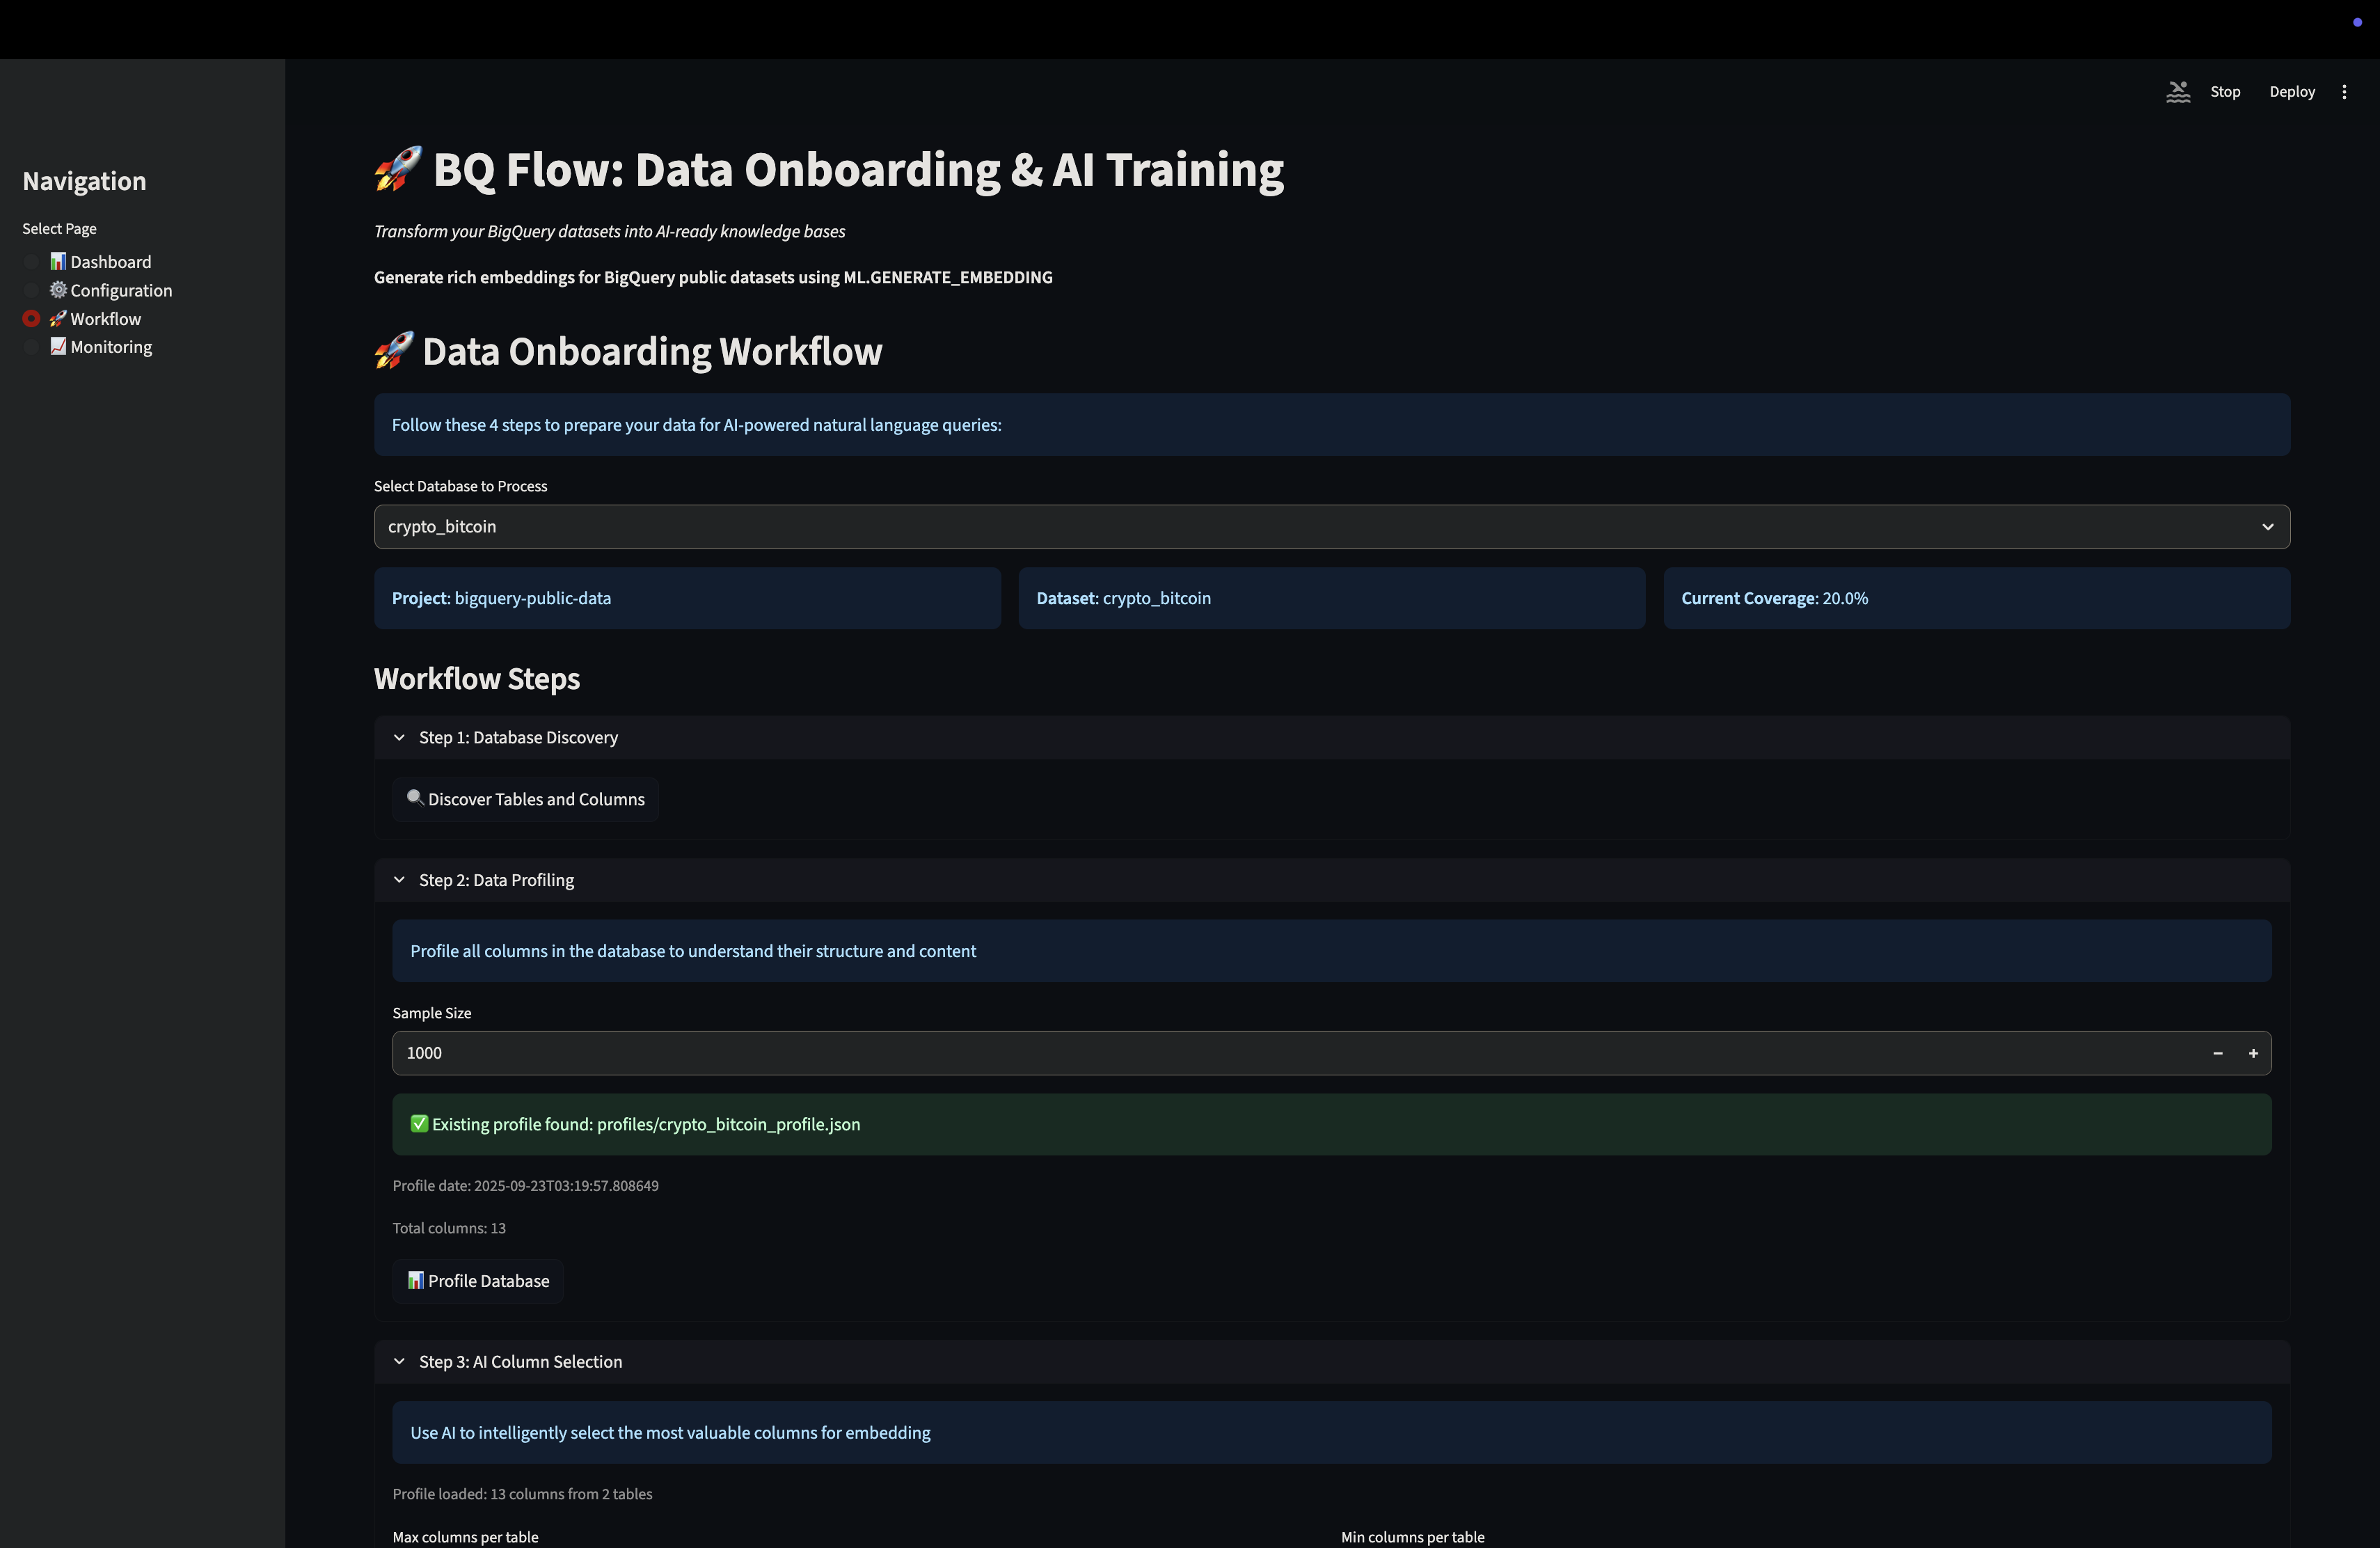 Stop Deploy
Navigation
Select Page
📊 Dashboard
⚙️ Configuration
🚀 Workflow
📈 Monitoring
🚀 BQ Flow: Data Onboarding & AI Training
Transform your BigQuery datasets into AI-ready knowledge bases
Generate rich embeddings for BigQuery public datasets using ML.GENERATE_EMBEDDING
🚀 Data Onboarding Workflow
Follow these 4 steps to prepare your data for AI-powered natural language queries:
Select Database to Process
crypto_bitcoin
Project: bigquery-public-data
Dataset: crypto_bitcoin
Current Coverage: 20.0%
Workflow Steps
Step 1: Database Discovery
🔍 Discover Tables and Columns
Step 2: Data Profiling
Profile all columns in the database to understand their structure and content
Sample Size
1000
✅ Existing profile found: profiles/crypto_bitcoin_profile.json
Profile date: 2025-09-23T03:19:57.808649
Total columns: 13
📊 Profile Database
Step 3: AI Column Selection
Use AI to intelligently select the most valuable columns for embedding
Profile loaded: 13 columns from 2 tables
Max columns per table
Min columns per table